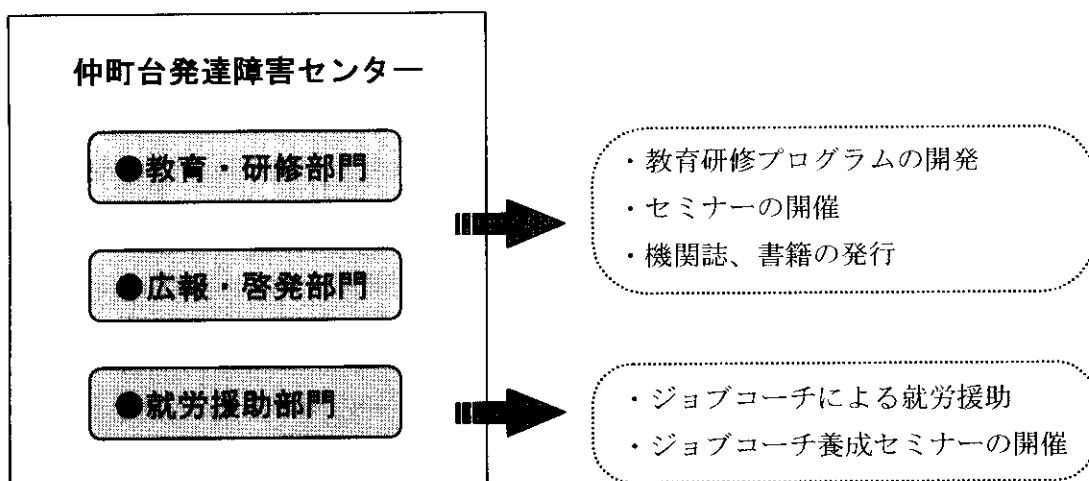 仲町台発達障害センター
●教育・研修部門
●広報・啓発部門
●就労援助部門
・教育研修プログラムの開発
・セミナーの開催
・機関誌、書籍の発行
・ジョブコーチによる就労援助
・ジョブコーチ養成セミナーの開催